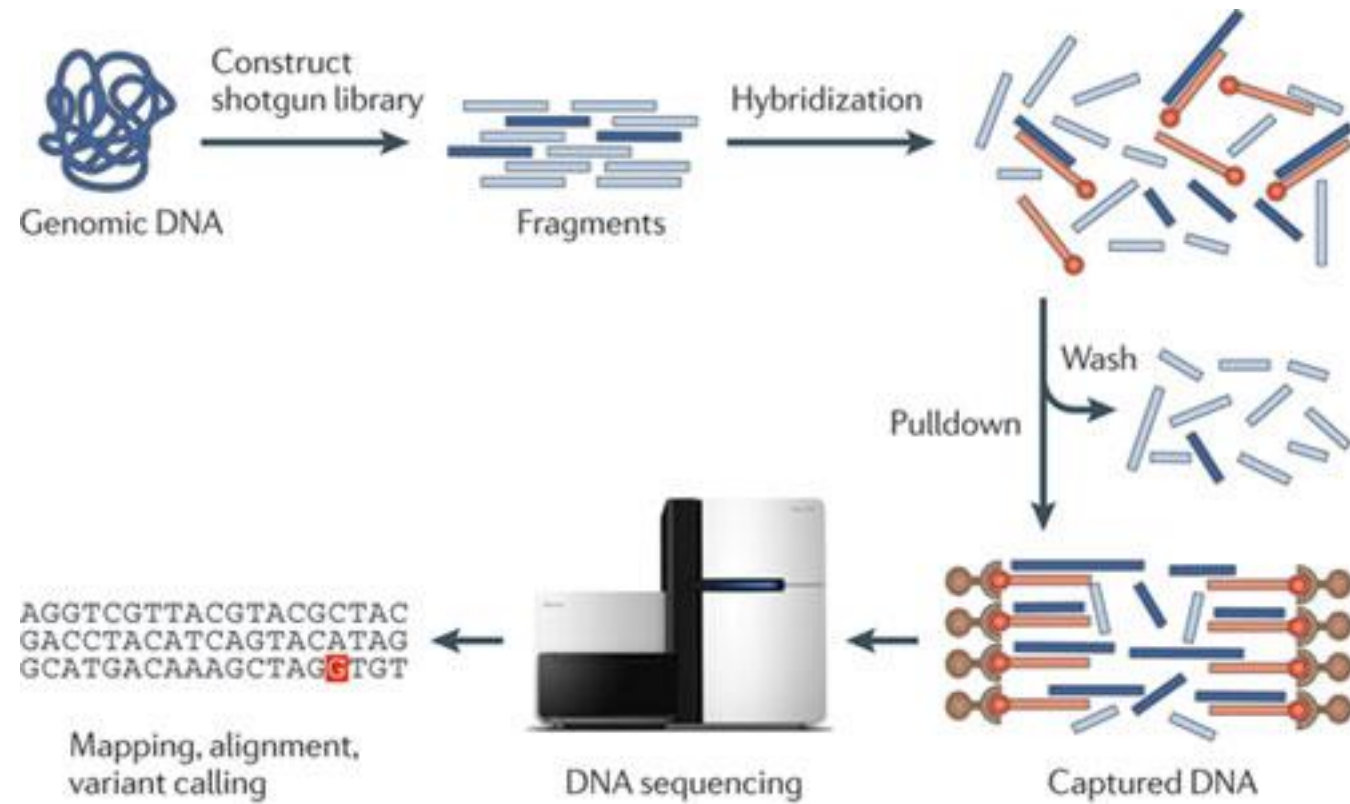 Construct
shotgun library
Hybridization
Genomic DNA
Fragments
Wash
Pulldown
AGGTCGTTACGTACGCTAC
GACCTACATCAGTACATAG
GCATGACAAAGCTAGGTGT
Mapping, alignment,
variant calling
DNA sequencing
Captured DNA